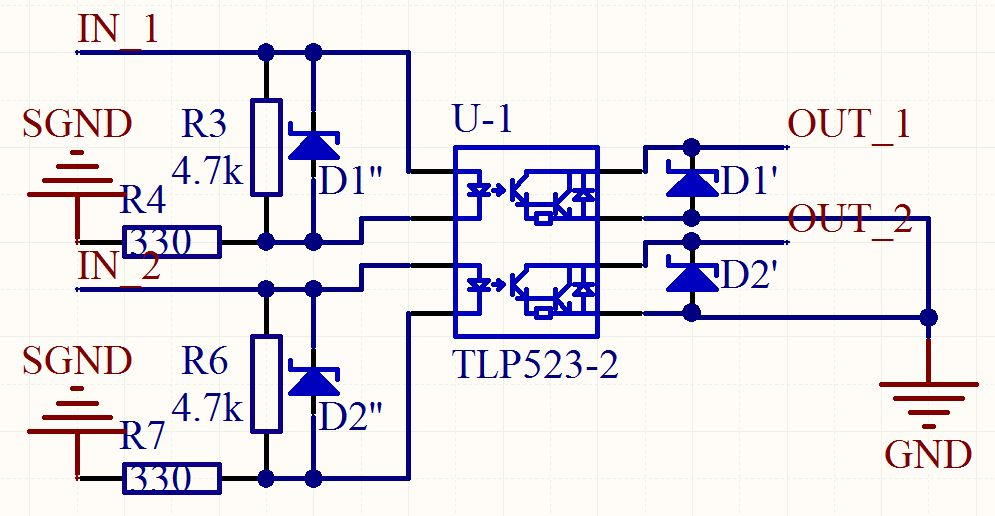 IN_1
SGND
R3
4.7k
D1"
R4
330
U-1
OUT_1
D1'
OUT_2
D2'
IN_2
SGND
R6
4.7k
D2"
R7
330
TLP523-2
GND